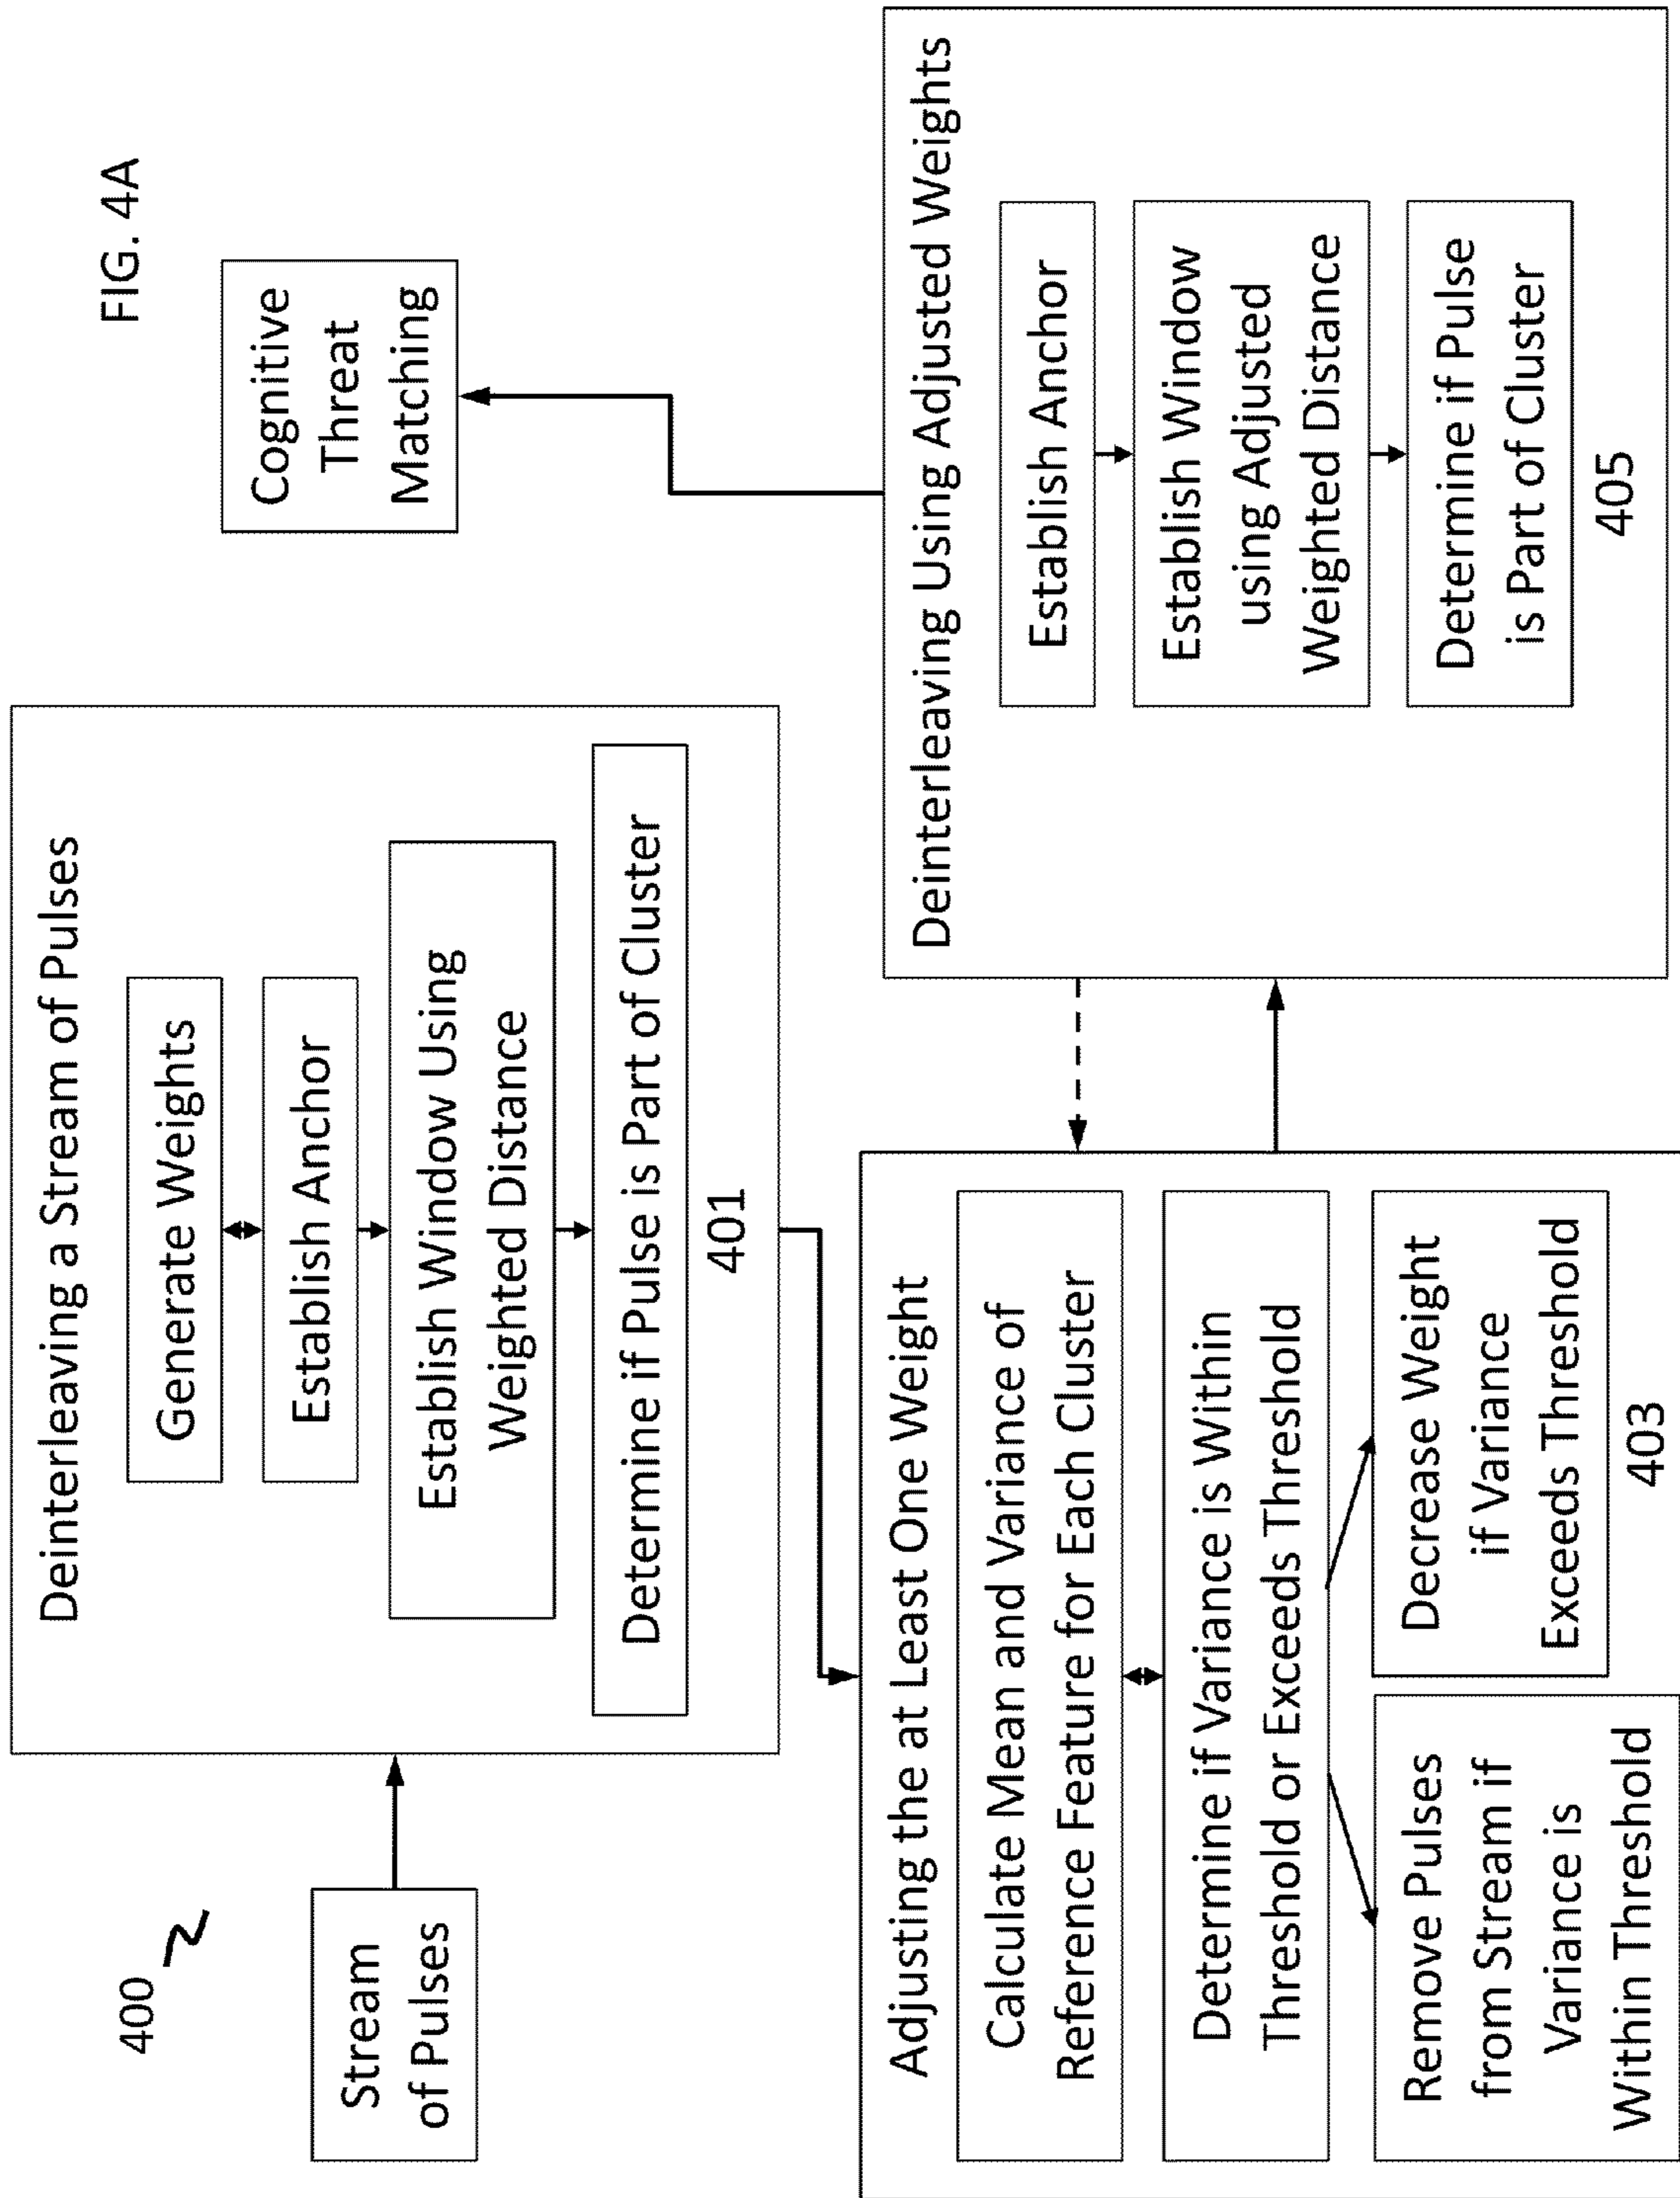 FIG. 4A
400
Stream
of Pulses
Deinterleaving a Stream of Pulses
Generate Weights
Establish Anchor
Establish Window Using
Weighted Distance
Determine if Pulse is Part of Cluster
401
Cognitive
Threat
Matching
Adjusting the at Least One Weight
Calculate Mean and Variance of
Reference Feature for Each Cluster
Determine if Variance is Within
Threshold or Exceeds Threshold
Remove Pulses
from Stream if
Variance is
Within Threshold
Decrease Weight
if Variance
Exceeds Threshold
403
Deinterleaving Using Adjusted Weights
Establish Anchor
Establish Window
using Adjusted
Weighted Distance
Determine if Pulse
is Part of Cluster
405